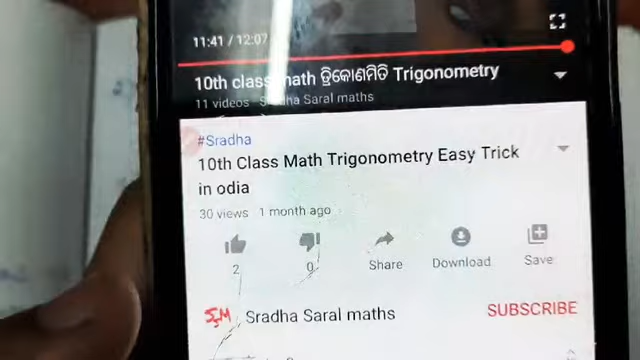 11:41 / 12:07
10th class math ତ୍ରିକୋଣମିତି Trigonometry
11 videos Sradha Saral maths
#Sradha
10th Class Math Trigonometry Easy Trick
in odia
30 views 1 month ago
2 0 Share Download Save
SSM Sradha Saral maths SUBSCRIBE